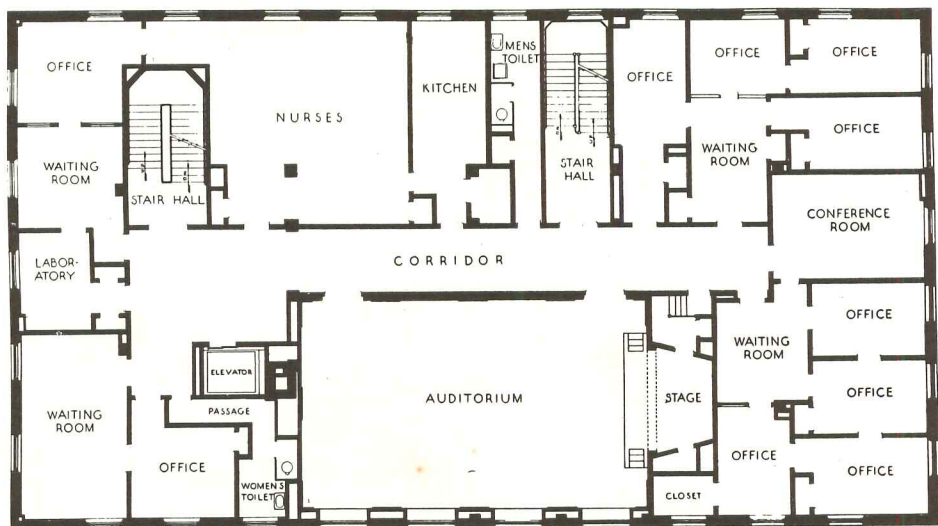 OFFICE
NURSES
KITCHEN
MENS
TOILET
OFFICE
OFFICE
OFFICE
OFFICE
WAITING
ROOM
STAIR HALL
STAIR
HALL
WAITING
ROOM
CONFERENCE
ROOM
LABOR-
ATORY
CORRIDOR
ELEVATOR
PASSAGE
WAITING
ROOM
OFFICE
WOMENS
TOILET
AUDITORIUM
STAGE
CLOSET
WAITING
ROOM
OFFICE
OFFICE
OFFICE
OFFICE